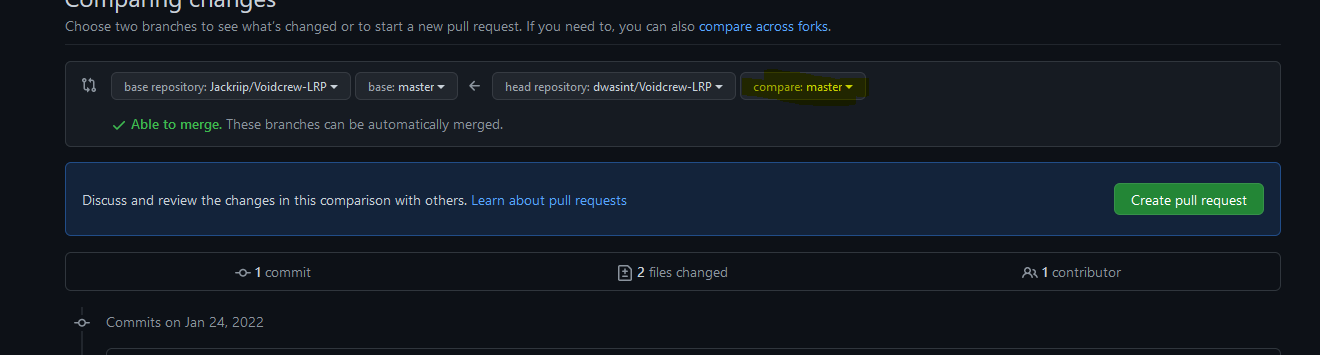 Comparing changes
Choose two branches to see what's changed or to start a new pull request. If you need to, you can also compare across forks.
base repository: Jackriip/Voidcrew-LRP base: master head repository: dwasint/Voidcrew-LRP compare: master
Able to merge. These branches can be automatically merged.
Discuss and review the changes in this comparison with others. Learn about pull requests Create pull request
1 commit 2 files changed 1 contributor
Commits on Jan 24, 2022